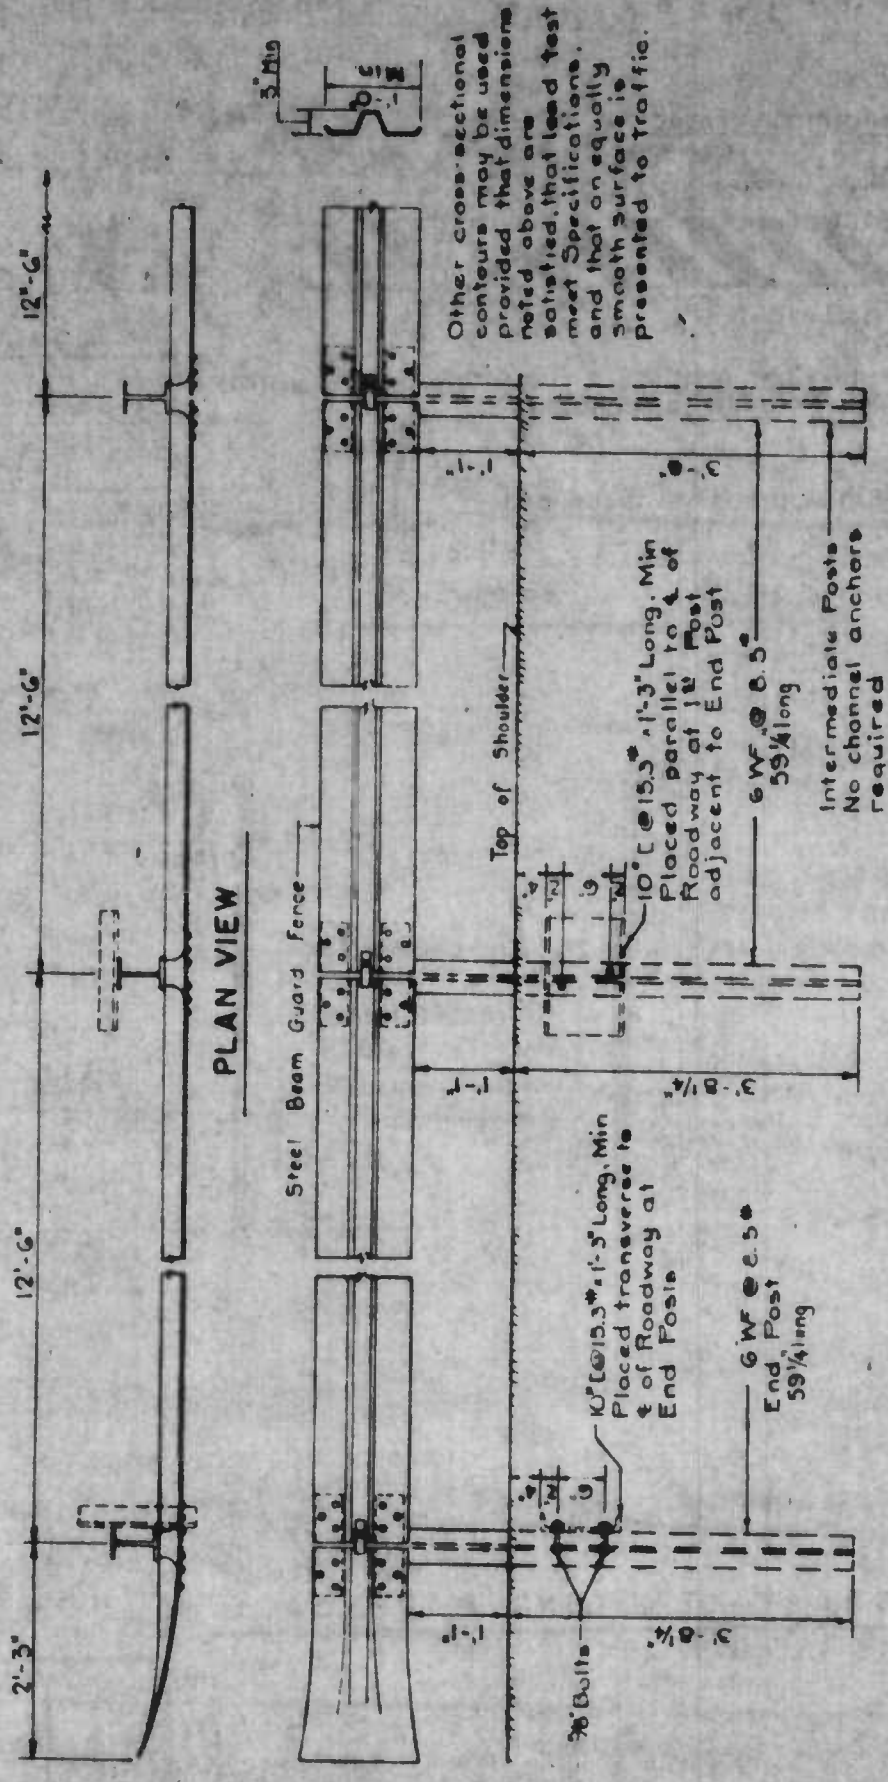 2'-3"
12'-6"
12'-6"
12"-6"
PLAN VIEW
3" Min
Steel Beam Guard Fence
Other cross-sectional
contours may be used
provided that dimensions
noted above are
satisfied, that load test
meet Specifications,
and that an equally
smooth surface is
presented to traffic.
Top of Shoulder
1'-1"
1'-1"
1'-1"
3'-8¼"
3'-8¼"
⅝" Bolts
10" [ @ 15.3# x 1'-3" Long, Min
Placed transverse to
℄ of Roadway at
End Posts
6 WF @ 8.5#
End Post
59¼" long
10" [ @ 15.3# x 1'-3" Long, Min
Placed parallel to ℄ of
Roadway at 1st Post
adjacent to End Post
6 WF @ 8.5#
59¼" long
Intermediate Posts
No channel anchors
required